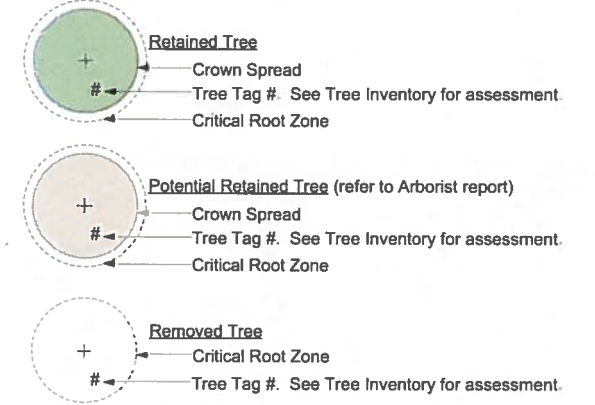 Retained Tree
Crown Spread
# Tree Tag #. See Tree Inventory for assessment.
Critical Root Zone
Potential Retained Tree (refer to Arborist report)
Crown Spread
# Tree Tag #. See Tree Inventory for assessment.
Critical Root Zone
Removed Tree
Critical Root Zone
# Tree Tag #. See Tree Inventory for assessment.